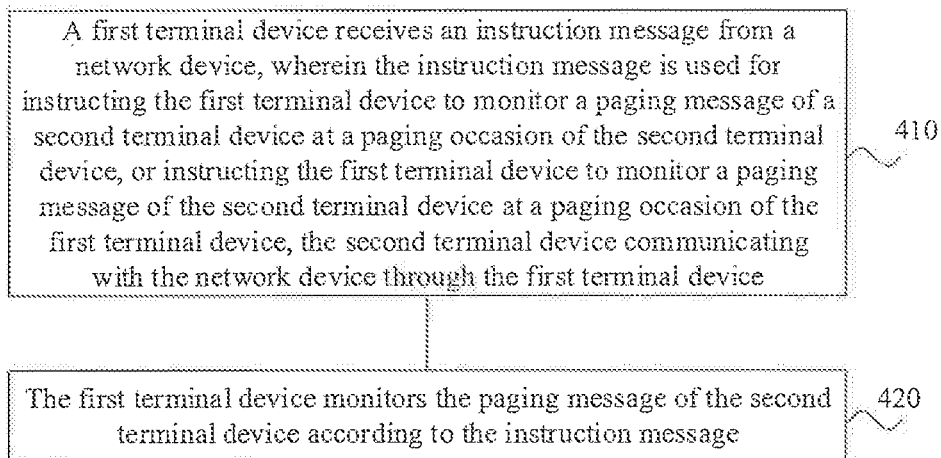 A first terminal device receives an instruction message from a
network device, wherein the instruction message is used for
instructing the first terminal device to monitor a paging message of a
second terminal device at a paging occasion of the second terminal
device, or instructing the first terminal device to monitor a paging
message of the second terminal device at a paging occasion of the
first terminal device, the second terminal device communicating
with the network device through the first terminal device
410
The first terminal device monitors the paging message of the second
terminal device according to the instruction message
420